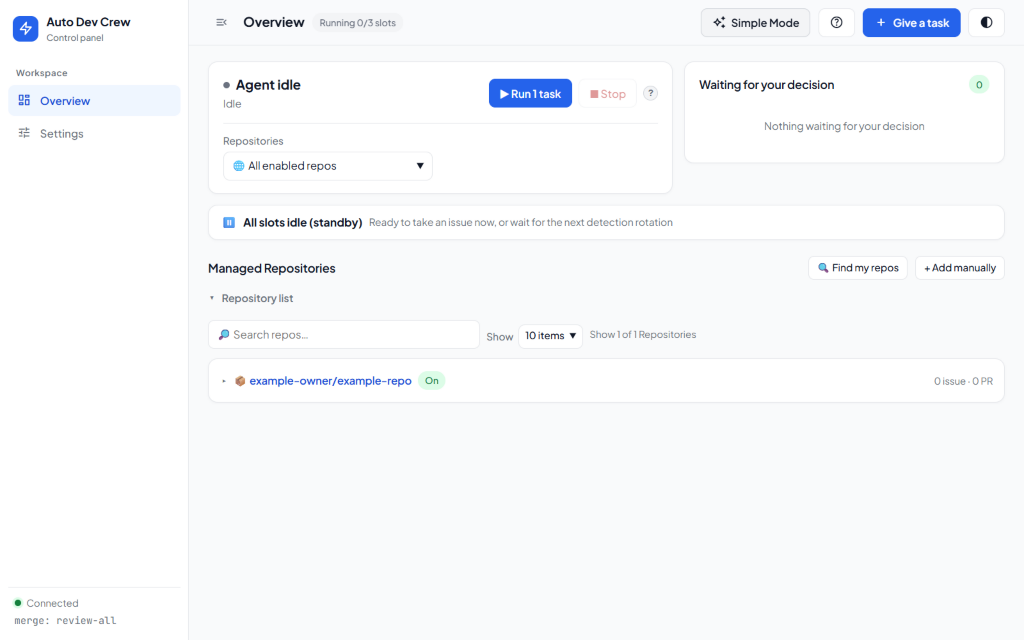 Auto Dev Crew
Control panel
Workspace
Overview
Settings
Connected
merge: review-all
Overview
Running 0/3 slots
Simple Mode
Give a task
Agent idle
Idle
Run 1 task
Stop
?
Repositories
All enabled repos
Waiting for your decision
0
Nothing waiting for your decision
All slots idle (standby) Ready to take an issue now, or wait for the next detection rotation
Managed Repositories
Find my repos
+ Add manually
Repository list
Search repos...
Show
10 items
Show 1 of 1 Repositories
example-owner/example-repo
On
0 issue · 0 PR